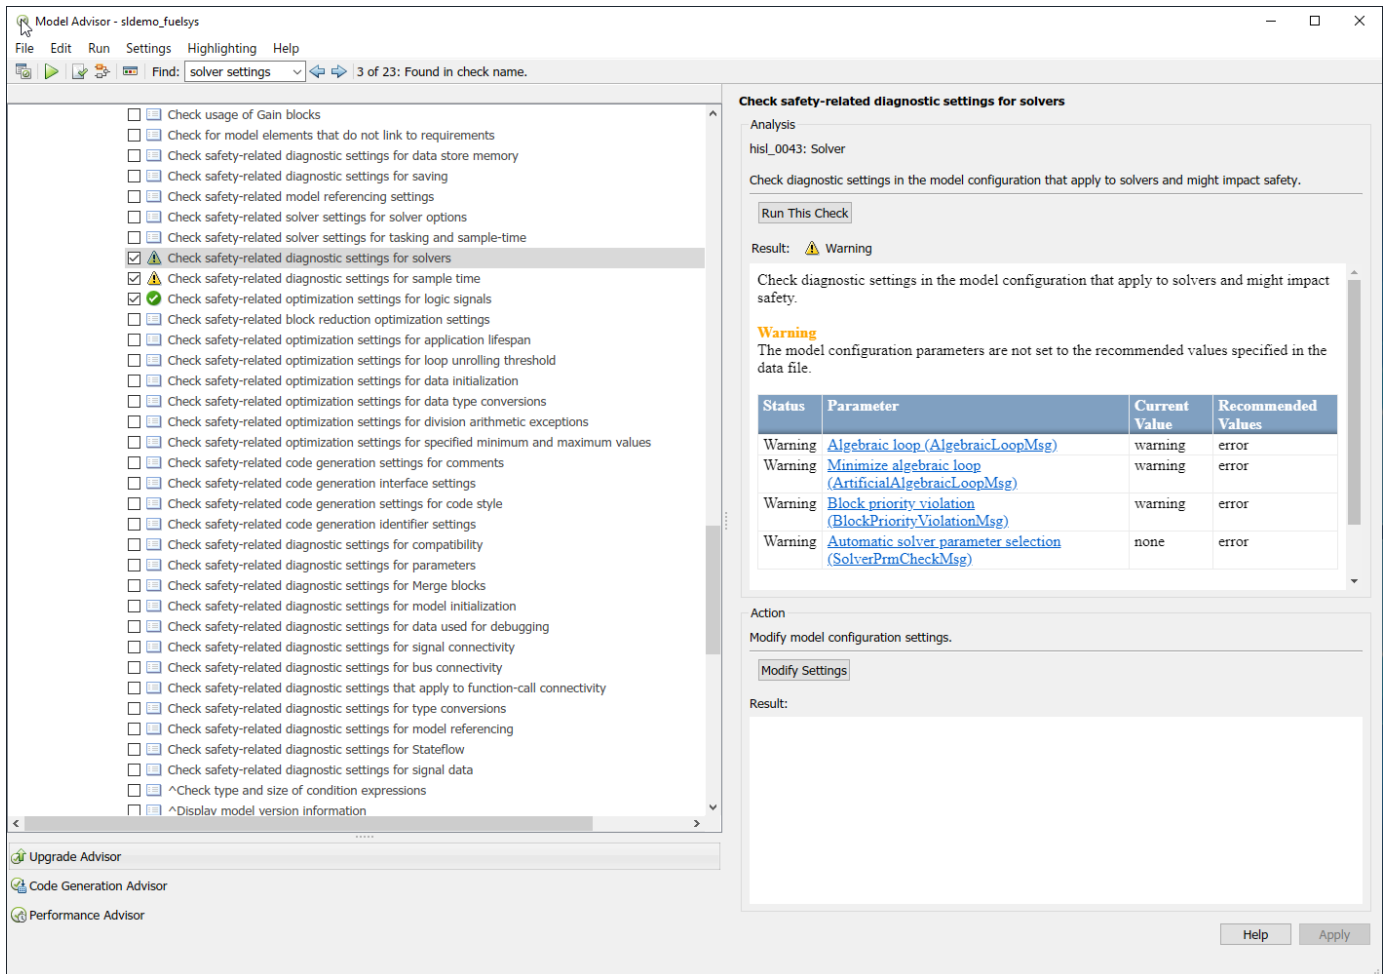 Model Advisor - sldemo_fuelsys
File Edit Run Settings Highlighting Help
Find: solver settings 3 of 23: Found in check name.
Check usage of Gain blocks
Check for model elements that do not link to requirements
Check safety-related diagnostic settings for data store memory
Check safety-related diagnostic settings for saving
Check safety-related model referencing settings
Check safety-related solver settings for solver options
Check safety-related solver settings for tasking and sample-time
Check safety-related diagnostic settings for solvers
Check safety-related diagnostic settings for sample time
Check safety-related optimization settings for logic signals
Check safety-related block reduction optimization settings
Check safety-related optimization settings for application lifespan
Check safety-related optimization settings for loop unrolling threshold
Check safety-related optimization settings for data initialization
Check safety-related optimization settings for data type conversions
Check safety-related optimization settings for division arithmetic exceptions
Check safety-related optimization settings for specified minimum and maximum values
Check safety-related code generation settings for comments
Check safety-related code generation interface settings
Check safety-related code generation settings for code style
Check safety-related code generation identifier settings
Check safety-related diagnostic settings for compatibility
Check safety-related diagnostic settings for parameters
Check safety-related diagnostic settings for Merge blocks
Check safety-related diagnostic settings for model initialization
Check safety-related diagnostic settings for data used for debugging
Check safety-related diagnostic settings for signal connectivity
Check safety-related diagnostic settings for bus connectivity
Check safety-related diagnostic settings that apply to function-call connectivity
Check safety-related diagnostic settings for type conversions
Check safety-related diagnostic settings for model referencing
Check safety-related diagnostic settings for Stateflow
Check safety-related diagnostic settings for signal data
^Check type and size of condition expressions
^Display model version information
Upgrade Advisor
Code Generation Advisor
Performance Advisor
Check safety-related diagnostic settings for solvers
Analysis
hisl_0043: Solver
Check diagnostic settings in the model configuration that apply to solvers and might impact safety.
Run This Check
Result: Warning
Check diagnostic settings in the model configuration that apply to solvers and might impact
safety.
Warning
The model configuration parameters are not set to the recommended values specified in the
data file.
Status Parameter Current Recommended
Value Values
Warning Algebraic loop (AlgebraicLoopMsg) warning error
Warning Minimize algebraic loop warning error
(ArtificialAlgebraicLoopMsg)
Warning Block priority violation warning error
(BlockPriorityViolationMsg)
Warning Automatic solver parameter selection none error
(SolverPrmCheckMsg)
Action
Modify model configuration settings.
Modify Settings
Result:
Help Apply